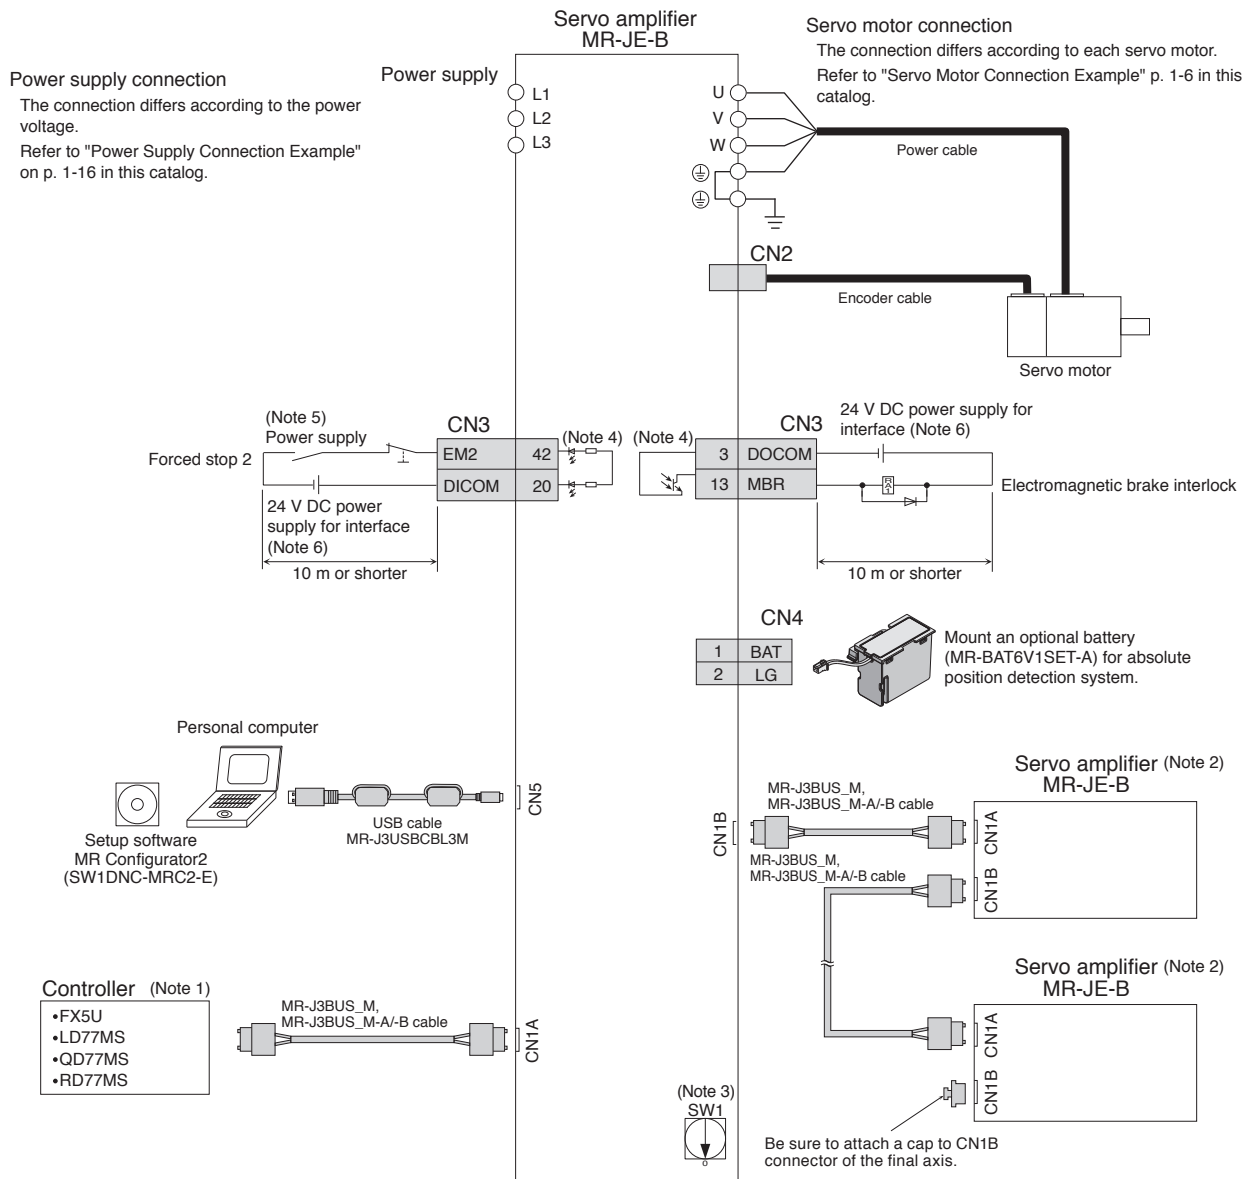 Servo amplifier
MR-JE-B
Servo motor connection
The connection differs according to each servo motor.
Refer to "Servo Motor Connection Example" p. 1-6 in this
catalog.
Power supply connection
The connection differs according to the power
voltage.
Refer to "Power Supply Connection Example"
on p. 1-16 in this catalog.
Power supply
L1
L2
L3
U
V
W
Power cable
CN2
Encoder cable
Servo motor
(Note 5)
Power supply
Forced stop 2
CN3
EM2 42
DICOM 20
(Note 4)
24 V DC power
supply for interface
(Note 6)
10 m or shorter
(Note 4)
CN3
3 DOCOM
13 MBR
24 V DC power supply for
interface (Note 6)
RA1
Electromagnetic brake interlock
10 m or shorter
CN4
1 BAT
2 LG
Mount an optional battery
(MR-BAT6V1SET-A) for absolute
position detection system.
Personal computer
Setup software
MR Configurator2
(SW1DNC-MRC2-E)
USB cable
MR-J3USBCBL3M
CN5
CN1B
MR-J3BUS_M,
MR-J3BUS_M-A/-B cable
MR-J3BUS_M,
MR-J3BUS_M-A/-B cable
Servo amplifier (Note 2)
MR-JE-B
CN1A
CN1B
Controller (Note 1)
•FX5U
•LD77MS
•QD77MS
•RD77MS
MR-J3BUS_M,
MR-J3BUS_M-A/-B cable
CN1A
Servo amplifier (Note 2)
MR-JE-B
CN1A
CN1B
(Note 3)
SW1
0
Be sure to attach a cap to CN1B
connector of the final axis.